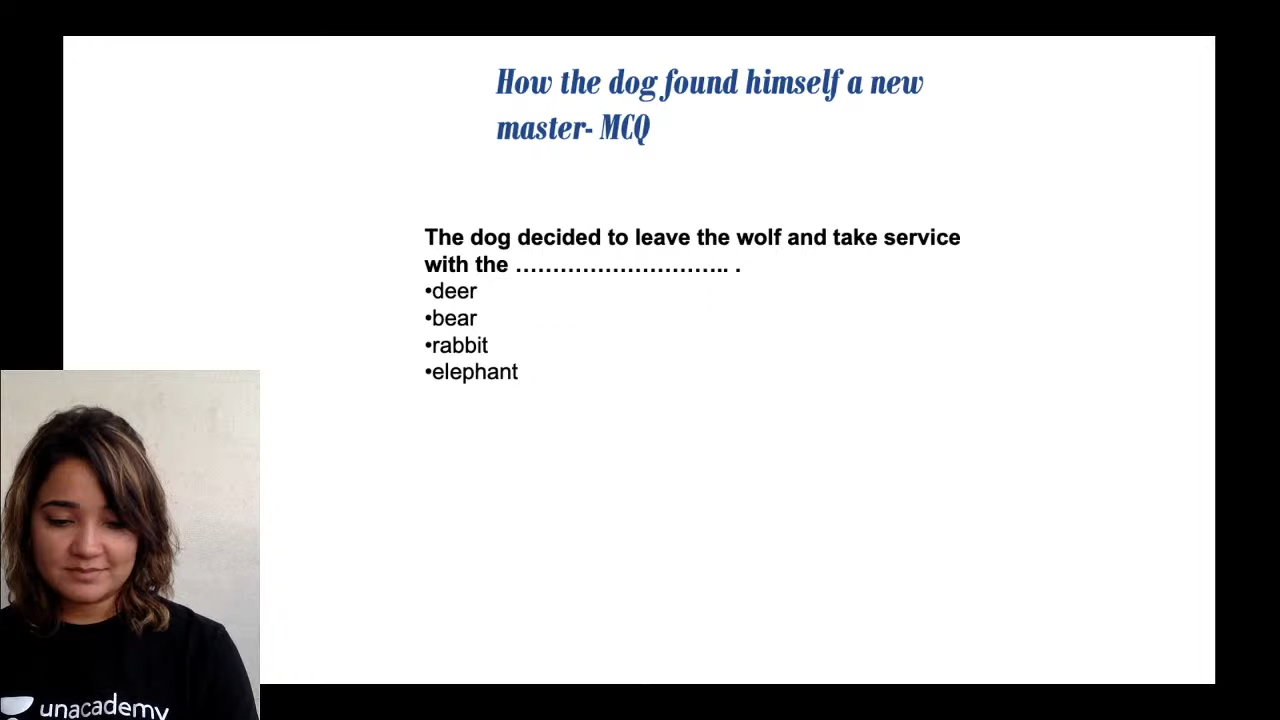 How the dog found himself a new
master- MCQ
The dog decided to leave the wolf and take service
with the ……………………….. .
•deer
•bear
•rabbit
•elephant
unacademy